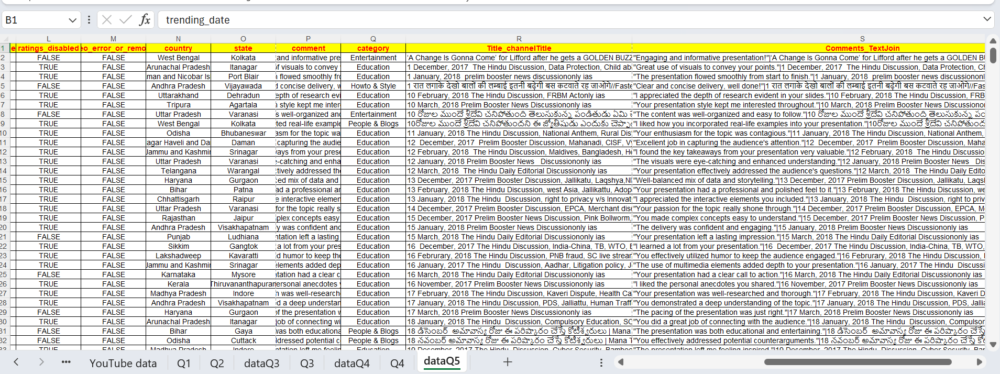 B1 fx trending_date
L M N O P Q R S
1 e ratings_disabled eo_error_or_remo country state comment category Title_channelTitle Comments_TextJoin
2 FALSE FALSE West Bengal Kolkata and informative pre Entertainment ‘A Change Is Gonna Come’ for Lifford after he gets a GOLDEN BUZZ "Engaging and informative presentation!"|‘A Change Is Gonna Come’ for Lifford after he gets a GOLDEN BU
3 TRUE FALSE Arunachal Pradesh Itanagar of visuals to convey Education 1 December, 2017 The Hindu Discussion, Data Protection, Child ab "Great use of visuals to convey your points."|1 December, 2017 The Hindu Discussion, Data Protection, Ch
4 TRUE FALSE man and Nicobar Is Port Blair n flowed smoothly fro Education 1 January, 2018 prelim booster news discussiononly ias "The presentation flowed smoothly from start to finish."|1 January, 2018 prelim booster news discussiononl
5 FALSE FALSE Andhra Pradesh Vijayawada d concise delivery, w Howto & Style 1 रात लगाके देखो बालों की लम्बाई इतनी बढ़ेगी बस कटवाते रह जाओगे//Faste "Clear and concise delivery, well done!"|1 रात लगाके देखो बालों की लम्बाई इतनी बढ़ेगी बस कटवाते रह जाओगे//Fas
6 TRUE FALSE Uttarakhand Dehradun epth of research evi Education 10 February, 2018 The Hindu Discussion, FRBM Actonly ias "I appreciated the depth of research evident in your slides."|10 February, 2018 The Hindu Discussion, FRB
7 TRUE FALSE Tripura Agartala n style kept me inter Education 10 March, 2018 Prelim Booster Discussiononly ias "Your presentation style kept me interested throughout."|10 March, 2018 Prelim Booster Discussionon
8 FALSE FALSE Uttar Pradesh Varanasi s well-organized and Entertainment 10 రోజుల ముందే శ్రీదేవి చనిపోతుంది తెలుసుకున్న పండితుడు ఏమి "The content was well-organized and easy to follow."|10 రోజుల ముందే శ్రీదేవి చనిపోతుంది తెలుసుకున్న
9 FALSE FALSE West Bengal Kolkata ted real-life example People & Blogs 10రోజుల ముందే శ్రీదేవి చనిపోతుందని ఈ జ్యోతిషుడు ఎందుకు "I liked how you incorporated real-life examples into your presentation."|10రోజుల ముందే శ్రీదేవి
10 TRUE FALSE Odisha Bhubaneswar asm for the topic wa Education 11 January, 2018 The Hindu Discussion, National Anthem, Rural Dis "Your enthusiasm for the topic was contagious."|11 January, 2018 The Hindu Discussion, National Anthem,
11 TRUE FALSE agar Haveli and Da Daman capturing the audie Education 12 December, 2017 Prelim Booster Discussion, Mahanadi, CISF, V "Excellent job in capturing the audience's attention."|12 December, 2017 Prelim Booster Discussion, Maha
12 TRUE FALSE Jammu and Kashmir Srinagar ays from your prese Education 12 February, 2018 The Hindu Discussion, Maldives, Bangladesh, He "I found the key takeaways from your presentation very valuable."|12 February, 2018 The Hindu Discussio
13 TRUE FALSE Uttar Pradesh Varanasi e-catching and enha Education 12 January, 2018 Prelim Booster News Discussiononly ias "The visuals were eye-catching and enhanced understanding."|12 January, 2018 Prelim Booster News Dis
14 TRUE FALSE Telangana Warangal tively addressed the Education 12 March, 2018 The Hindu Daily Editorial Discussiononly ias "Your presentation effectively addressed the audience's questions."|12 March, 2018 The Hindu Daily Edito
15 TRUE FALSE Haryana Gurgaon ed mix of data and Education 13 December, 2017 Prelim Booster Discussion, Jallikatu, Laqshya,NI "Well-balanced mix of data and storytelling."|13 December, 2017 Prelim Booster Discussion, Jallikatu, Laqsl
16 TRUE FALSE Bihar Patna ad a professional an Education 13 February, 2018 The Hindu Discussion, west Asia, Jallikattu, Adop "Your presentation had a professional and polished feel to it."|13 February, 2018 The Hindu Discussion, we
17 TRUE FALSE Chhattisgarh Raipur e interactive elemen Education 13 January, 2018 The Hindu Discussion, right to privacy v/s Innovat "I appreciated the interactive elements you included."|13 January, 2018 The Hindu Discussion, right to priv
18 TRUE FALSE Uttar Pradesh Varanasi for the topic really s Education 14 December, 2017 Prelim Booster Discussion, EPCA, Merchant disc "Your passion for the topic really shone through."|14 December, 2017 Prelim Booster Discussion, EPCA, M
19 TRUE FALSE Rajasthan Jaipur plex concepts easy Education 15 December, 2017 Prelim Booster News Discussion, Pink Bollworm, "You made complex concepts easy to understand."|15 December, 2017 Prelim Booster News Discussion, P
20 TRUE FALSE Andhra Pradesh Visakhapatnam y was confident and Education 15 January, 2018 Prelim Booster News Discussiononly ias "The delivery was confident and engaging."|15 January, 2018 Prelim Booster News Discussiononly ias
21 FALSE FALSE Punjab Ludhiana ntation left a lasting Education 15 March, 2018 The Hindu Daily Editorial Discussiononly ias "Your presentation left a lasting impression."|15 March, 2018 The Hindu Daily Editorial Discussiononly ias
22 TRUE FALSE Sikkim Gangtok a lot from your pres Education 16 December, 2017 The Hindu Discussion, India-China, TB, WTO, E "I learned a lot from your presentation."|16 December, 2017 The Hindu Discussion, India-China, TB, WTO,
23 TRUE FALSE Lakshadweep Kavaratti d humor to keep the Education 16 Februrary, 2018 The Hindu Discussion, PNB fraud, SC live strear "You effectively utilized humor to keep the audience engaged."|16 Februrary, 2018 The Hindu Discussion,
24 TRUE FALSE Jammu and Kashmir Srinagar elements added dep Education 16 January, 2017 The Hindu Discussion, Aadhar, Litigation policy, J "The use of multimedia elements added depth to your presentation."|16 January, 2017 The Hindu Discussi
25 FALSE FALSE Karnataka Mysore ntation had a clear c Education 16 March, 2018 The Hindu Daily Editorial Discussiononly ias "Your presentation had a clear call to action."|16 March, 2018 The Hindu Daily Editorial Discussiononly ias
26 TRUE FALSE Kerala Thiruvananthapuram personal anecdotes Education 16 November, 2017 Prelim Booster News Discussiononly ias "I liked the personal anecdotes you shared."|16 November, 2017 Prelim Booster News Discussiononly ias
27 TRUE FALSE Madhya Pradesh Indore n was well-research Education 17 February, 2018 The Hindu Discussion, Kaveri Dispute, Health Ca "Your presentation was well-researched and thorough."|17 February, 2018 The Hindu Discussion, Kaveri D
28 TRUE FALSE Andhra Pradesh Visakhapatnam d a deep understan Education 17 January, 2018 The Hindu Discussion, PDS, Jalliattu, Human Traff "You demonstrated a deep understanding of the topic."|17 January, 2018 The Hindu Discussion, PDS, Jallia
29 FALSE FALSE Haryana Gurgaon of the presentation w Education 17 March, 2018 Prelim Booster News Discussiononly ias "The pacing of the presentation was just right."|17 March, 2018 Prelim Booster News Discussiononly ias
30 TRUE FALSE Arunachal Pradesh Itanagar job of connecting wi Education 18 January, 2018 The Hindu Discussion, Compulsory Education, SC "You did a great job of connecting with the audience."|18 January, 2018 The Hindu Discussion, Compulsor
31 FALSE FALSE Bihar Gaya was both educationa People & Blogs 18 డిసెంబర్ అమావాస్య రోజు ఈ పరిష్కారం చేస్తే కోటీశ్వరులు | Mana "The presentation was both educational and entertaining."|18 డిసెంబర్ అమావాస్య రోజు ఈ పరిష్కారం చేస్తే
32 FALSE FALSE Odisha Cuttack dressed potential c People & Blogs 18 నవంబర్ అమావాస్య రోజు ఈ పరిష్కారం చేస్తే కోటీశ్వరులు | Mana T "You effectively addressed potential counterarguments."|18 నవంబర్ అమావాస్య రోజు ఈ పరిష్కారం చేస్తే
YouTube data Q1 Q2 dataQ3 Q3 dataQ4 Q4 dataQ5